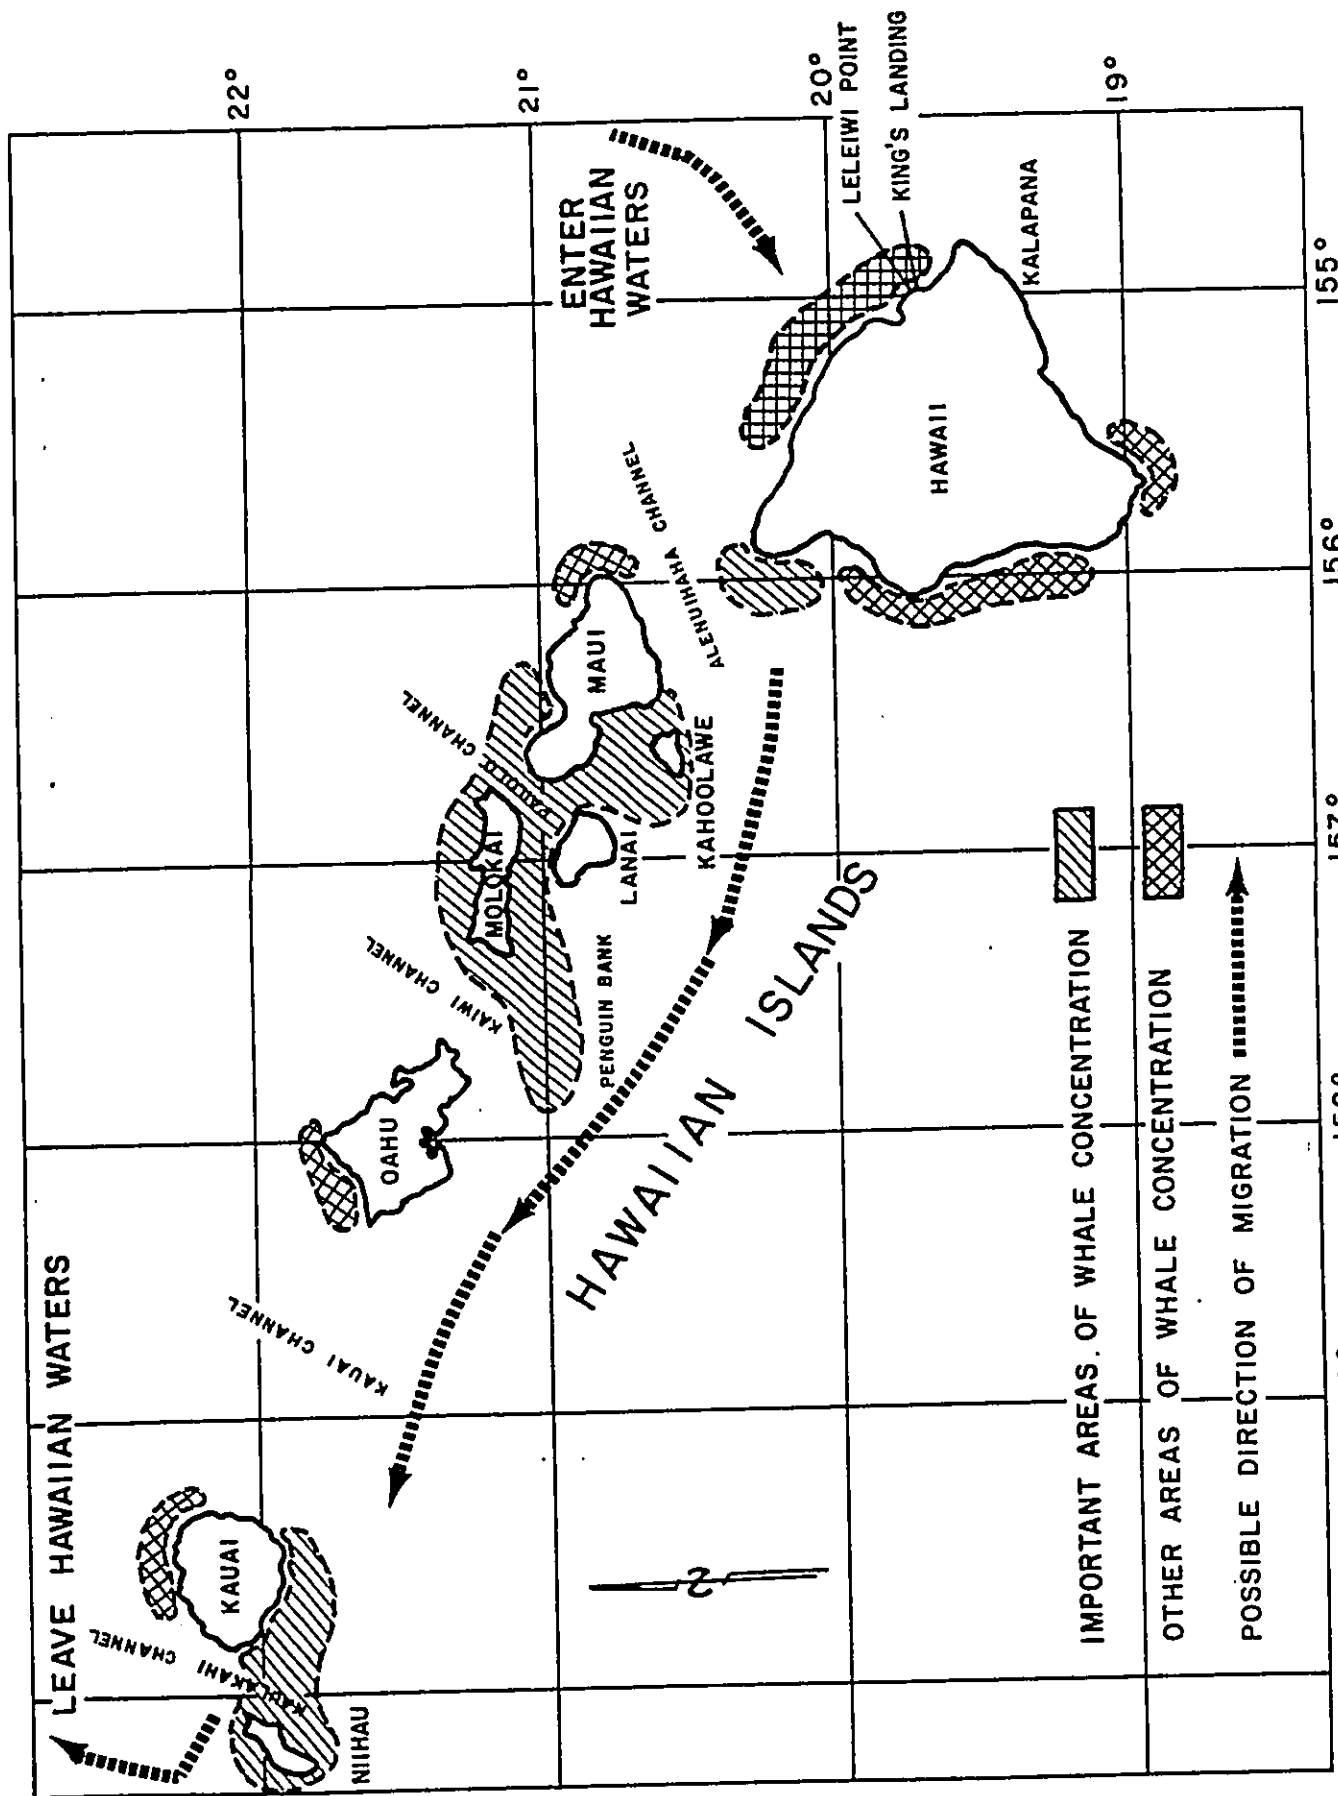 LEAVE HAWAIIAN WATERS
22°
21°
20°
19°
ENTER
HAWAIIAN
WATERS
LELEIWI POINT
KING'S LANDING
KALAPANA
HAWAII
ALENUIHAHA CHANNEL
MAUI
KAHOOLAWE
LANAI
MOLOKAI
PAILOLO CHANNEL
KAIWI CHANNEL
PENGUIN BANK
OAHU
KAUAI CHANNEL
KAUAI
KAULAKAHI CHANNEL
NIIHAU
HAWAIIAN ISLANDS
N
IMPORTANT AREAS. OF WHALE CONCENTRATION
OTHER AREAS OF WHALE CONCENTRATION
POSSIBLE DIRECTION OF MIGRATION
157°
156°
155°